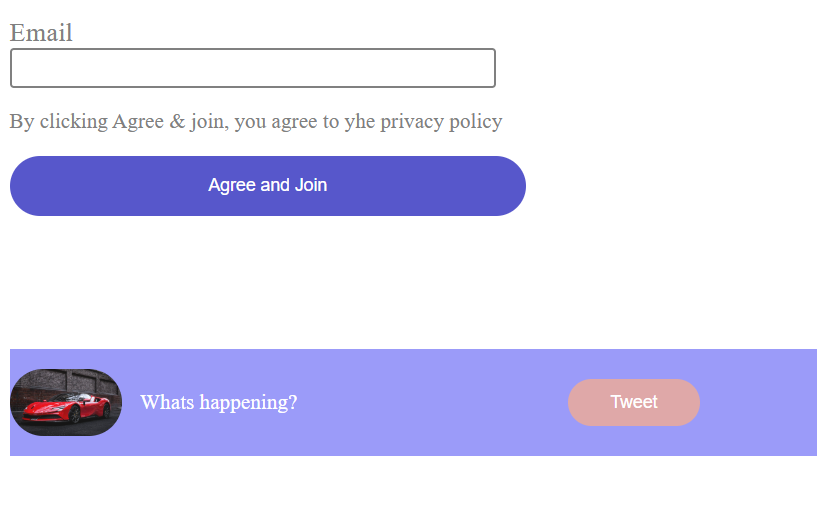 Email
By clicking Agree & join, you agree to yhe privacy policy
Agree and Join
Whats happening?
Tweet